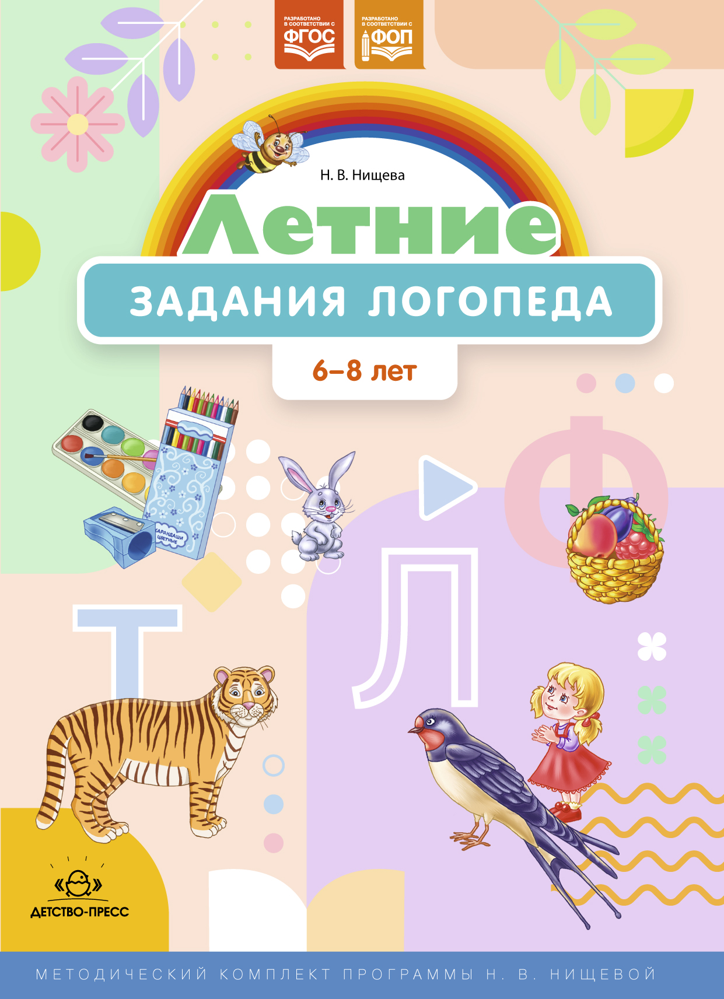 РАЗРАБОТАНО
В СООТВЕТСТВИИ С
ФГОС
РАЗРАБОТАНО
В СООТВЕТСТВИИ С
ФОП
Н. В. Нищева
Летние
ЗАДАНИЯ ЛОГОПЕДА
6–8 лет
Ф
КАРАНДАШИ
ЦВЕТНЫЕ
Л
Т
ДЕТСТВО-ПРЕСС
МЕТОДИЧЕСКИЙ КОМПЛЕКТ ПРОГРАММЫ Н. В. НИЩЕВОЙ